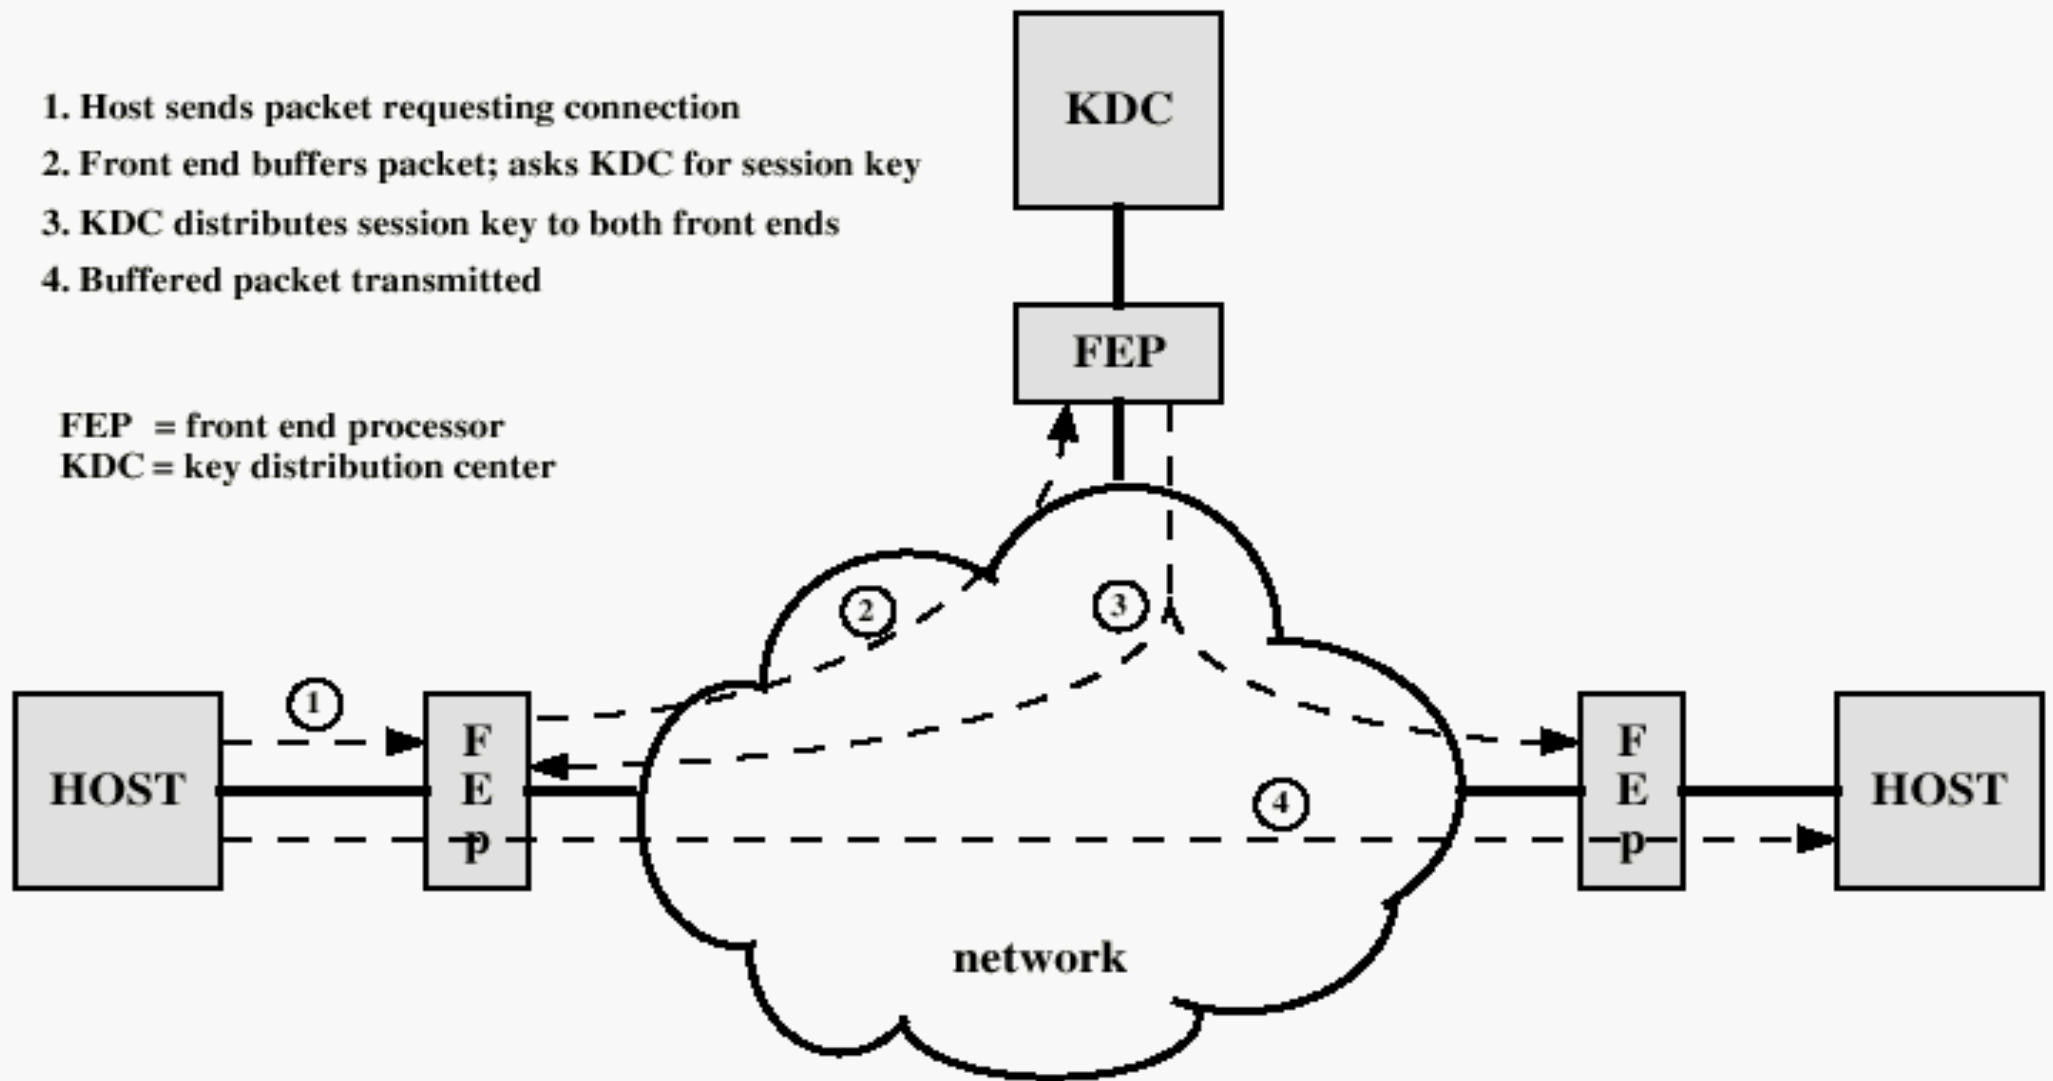 1. Host sends packet requesting connection
2. Front end buffers packet; asks KDC for session key
3. KDC distributes session key to both front ends
4. Buffered packet transmitted
FEP = front end processor
KDC = key distribution center
KDC
FEP
2
3
1
HOST
F
E
p
4
F
E
p
HOST
network